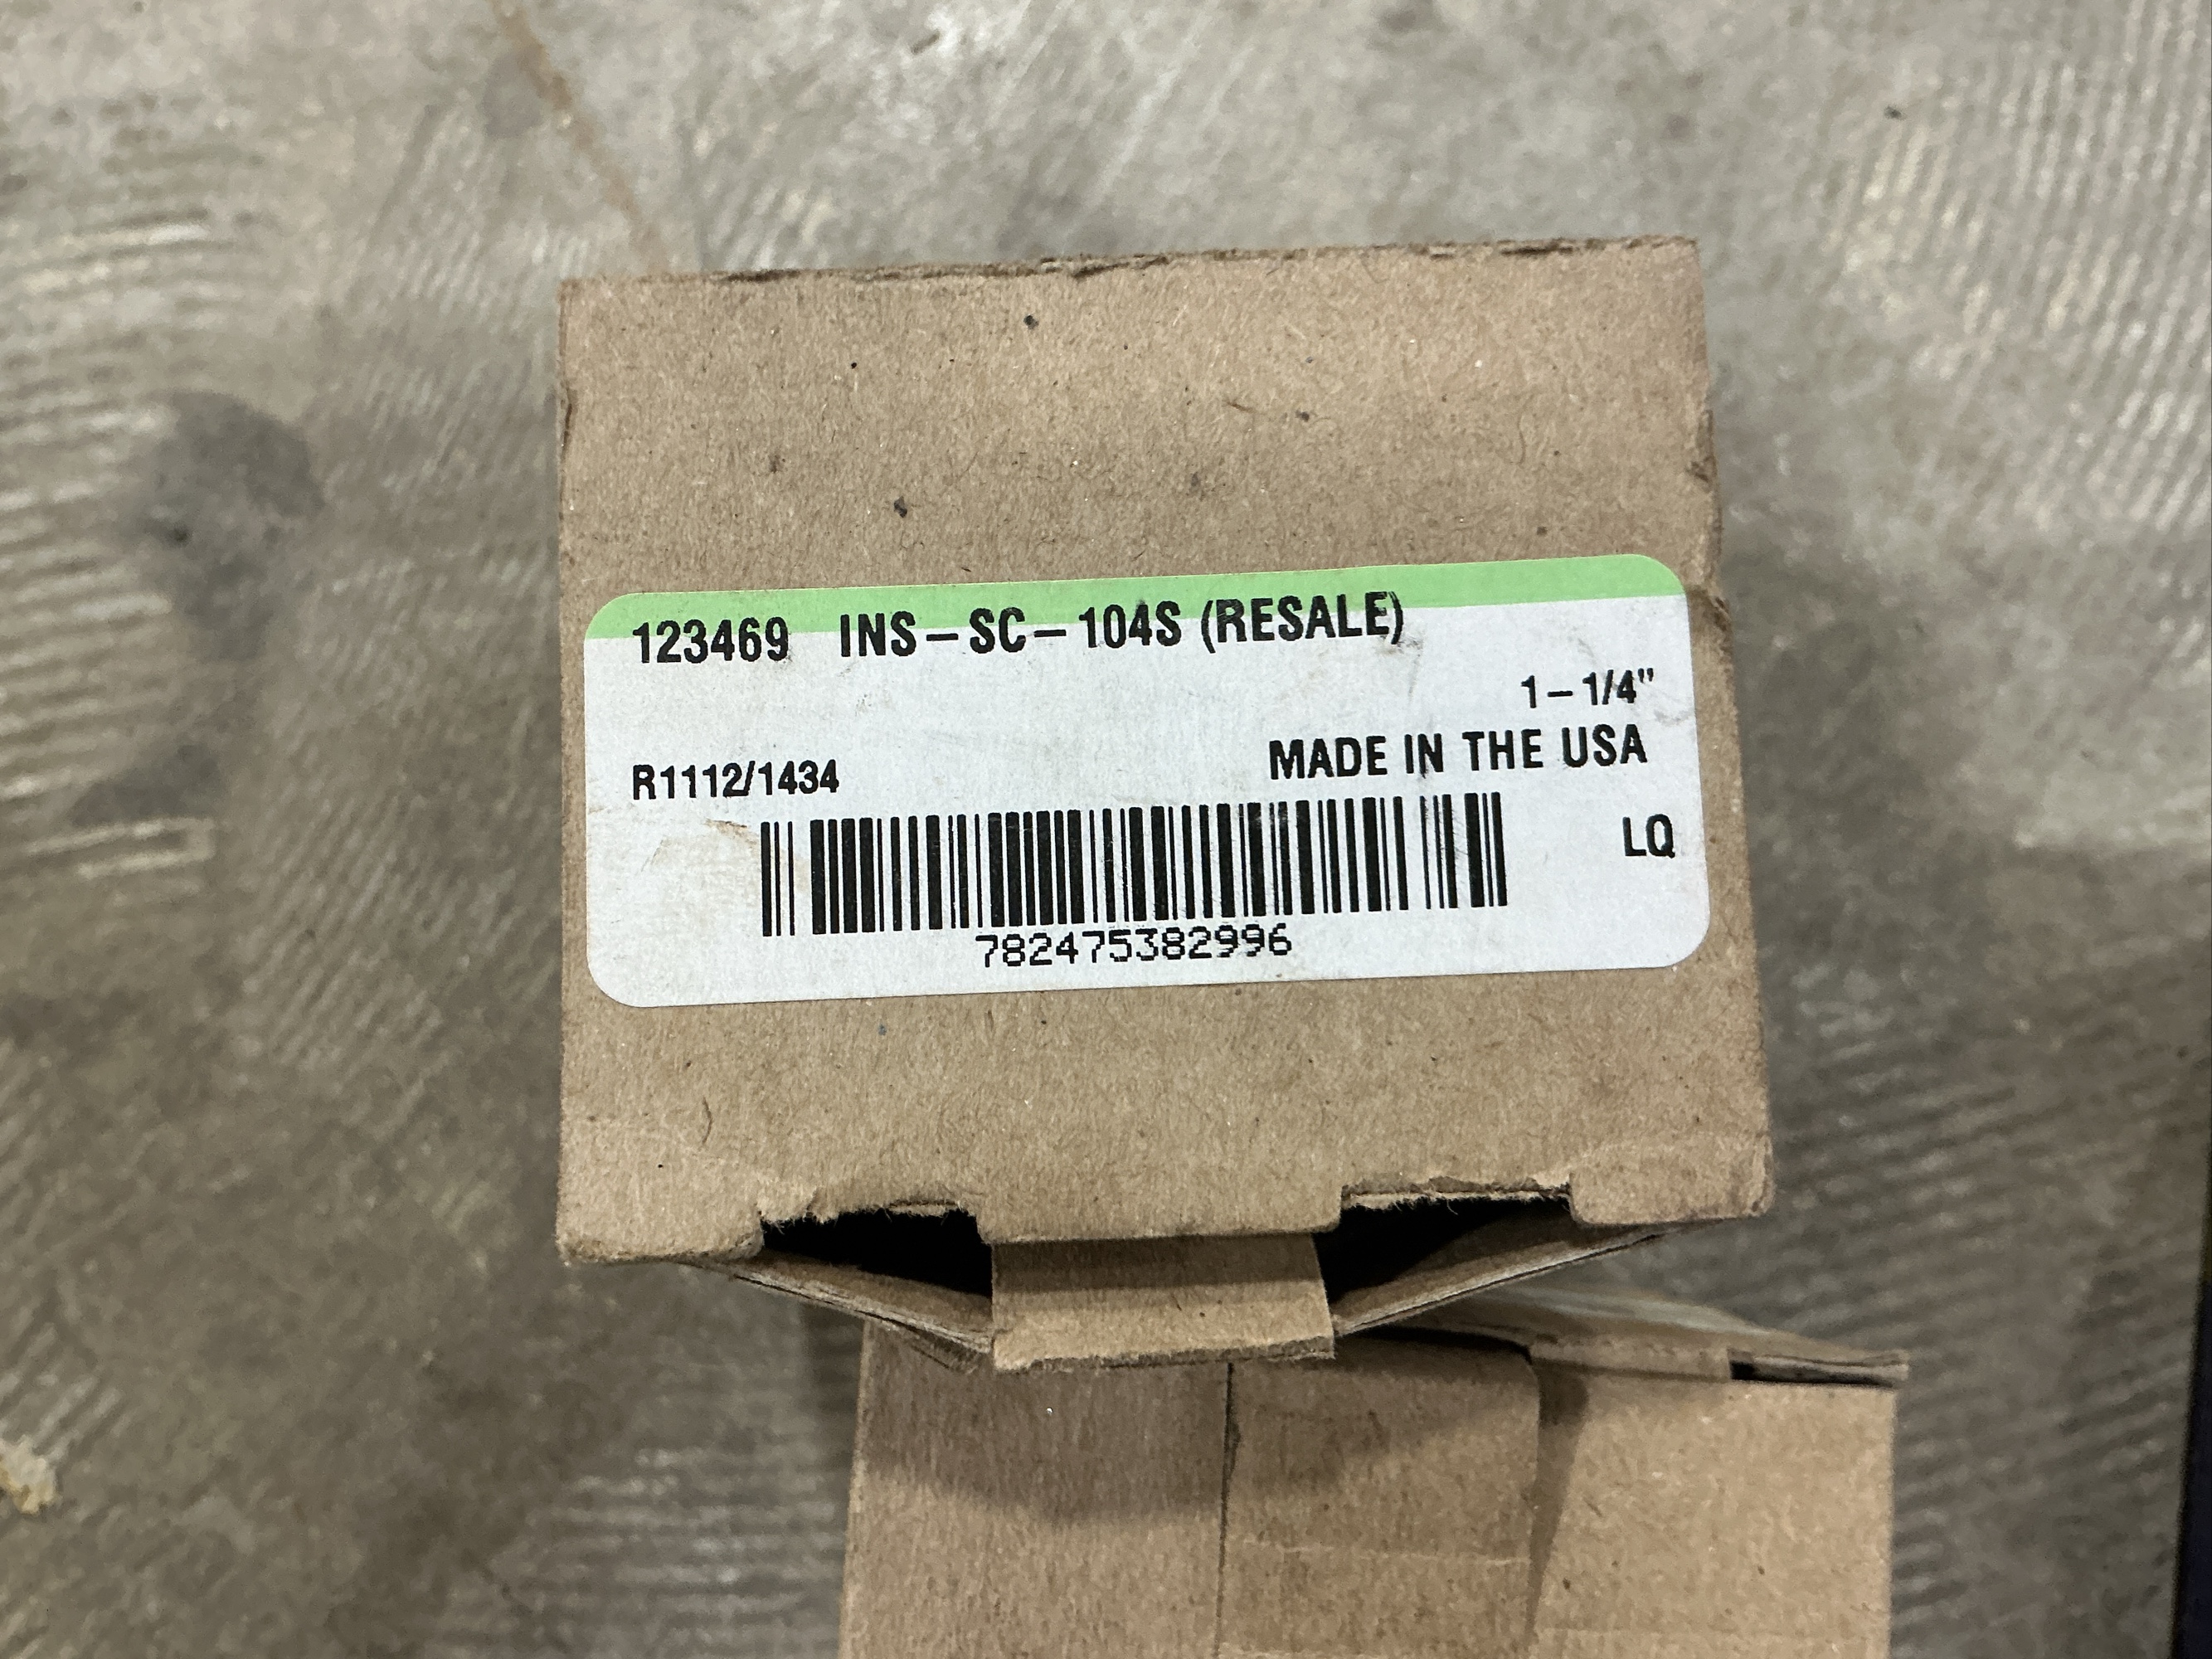 123469 INS-SC-104S (RESALE)
1-1/4"
MADE IN THE USA
R1112/1434
LQ
782475382996